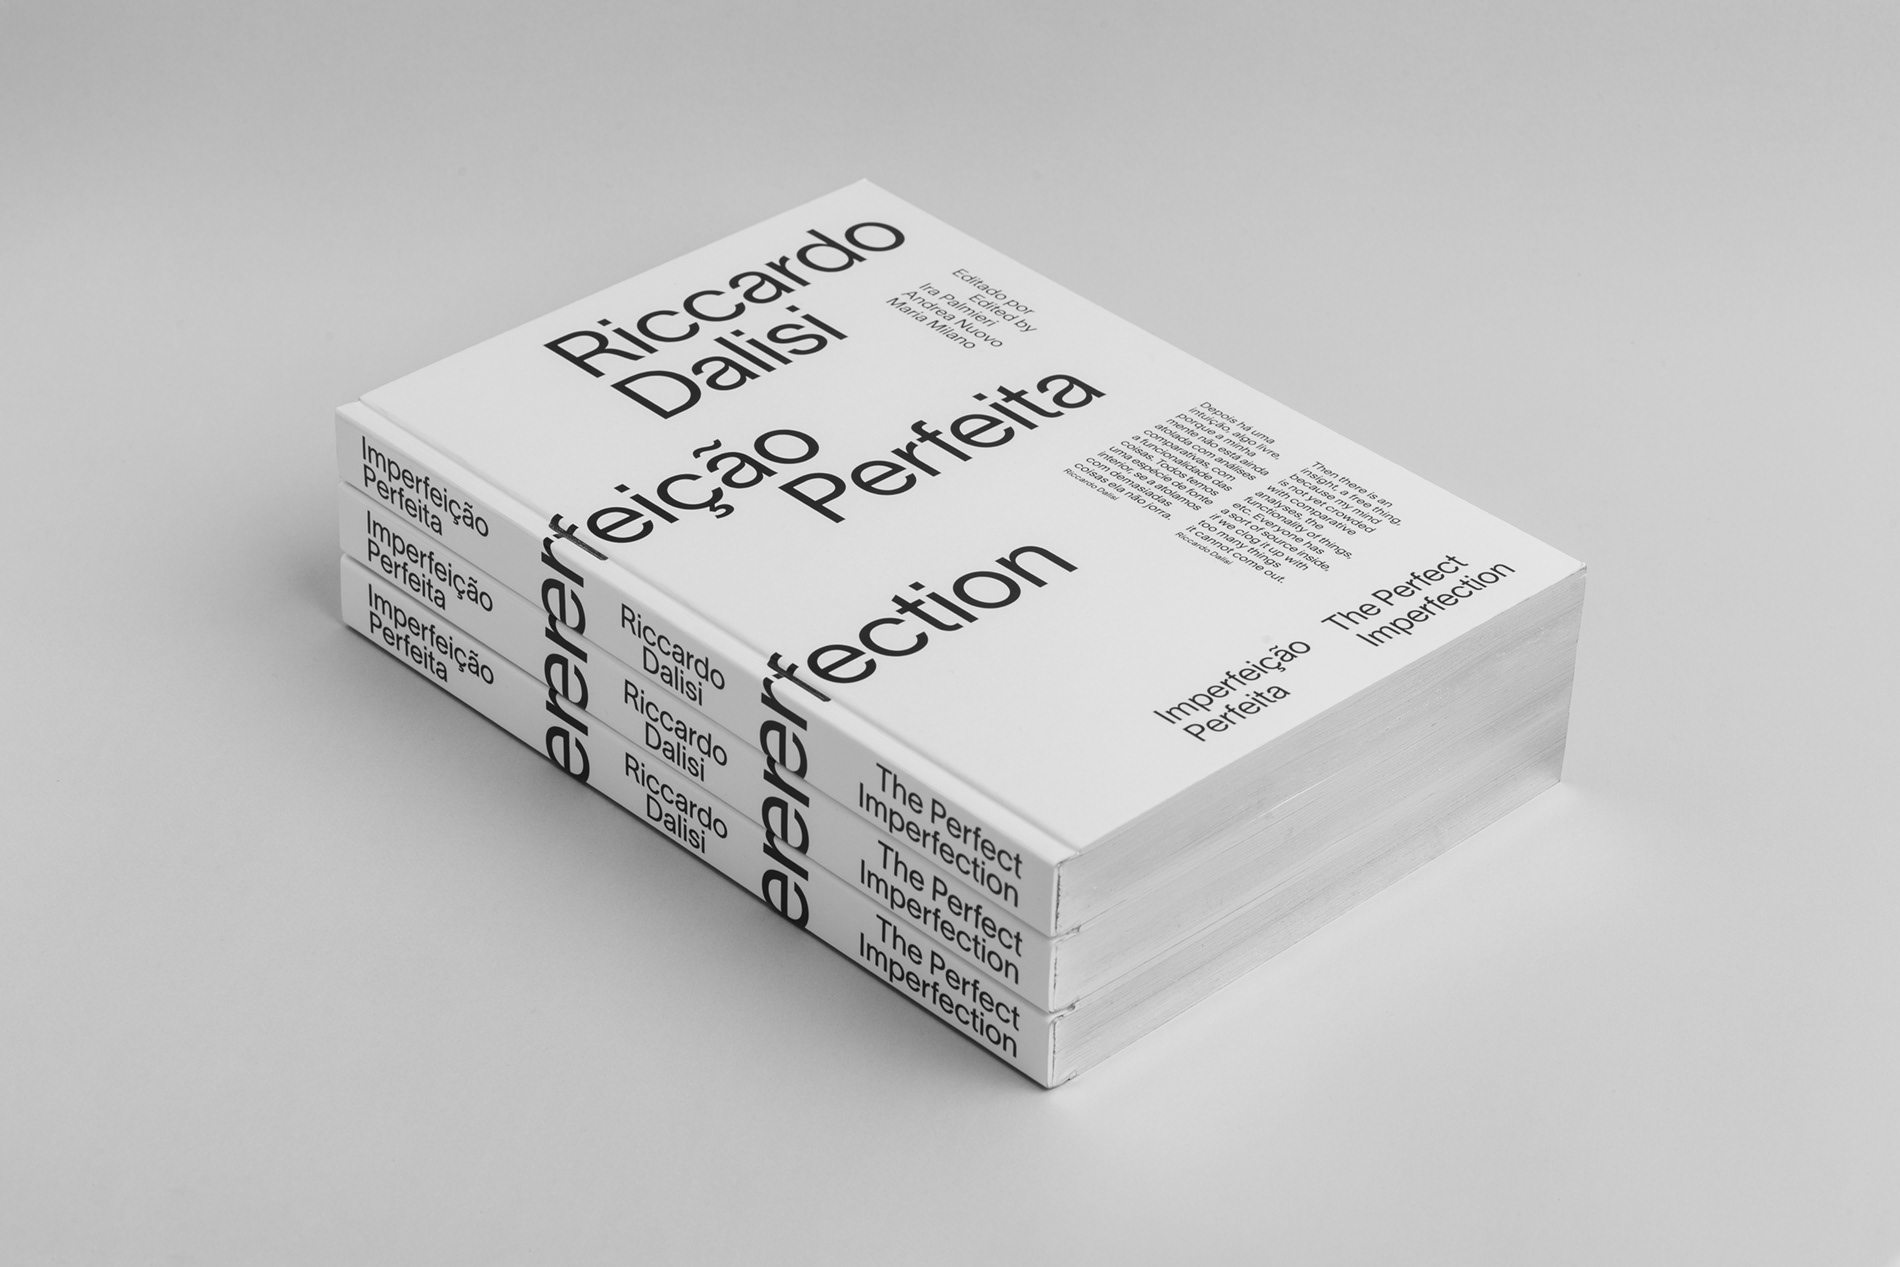 Riccardo
Dalisi
Editado por
Edited by
Ira Palmieri
Andrea Nuovo
Maria Milano
erfeição
Perfeita
erfection
Depois há uma
intuição, algo livre,
porque a minha
mente não está ainda
atolada com análises
comparativas, com
a funcionalidade das
coisas. Todos temos
uma espécie de fonte
interior, se a atolamos
com demasiadas
coisas ela não jorra.
Riccardo Dalisi
Then there is an
insight, a free thing,
because my mind
is not yet crowded
with comparative
analyses, the
functionality of things,
etc. Everyone has
a sort of source inside,
if we clog it up with
too many things
it cannot come out.
Riccardo Dalisi
Imperfeição
Perfeita
The Perfect
Imperfection
Imperfeição
Perfeita
Riccardo
Dalisi
The Perfect
Imperfection
Imperfeição
Perfeita
er
Riccardo
Dalisi
er
The Perfect
Imperfection
Imperfeição
Perfeita
er
Riccardo
Dalisi
er
The Perfect
Imperfection